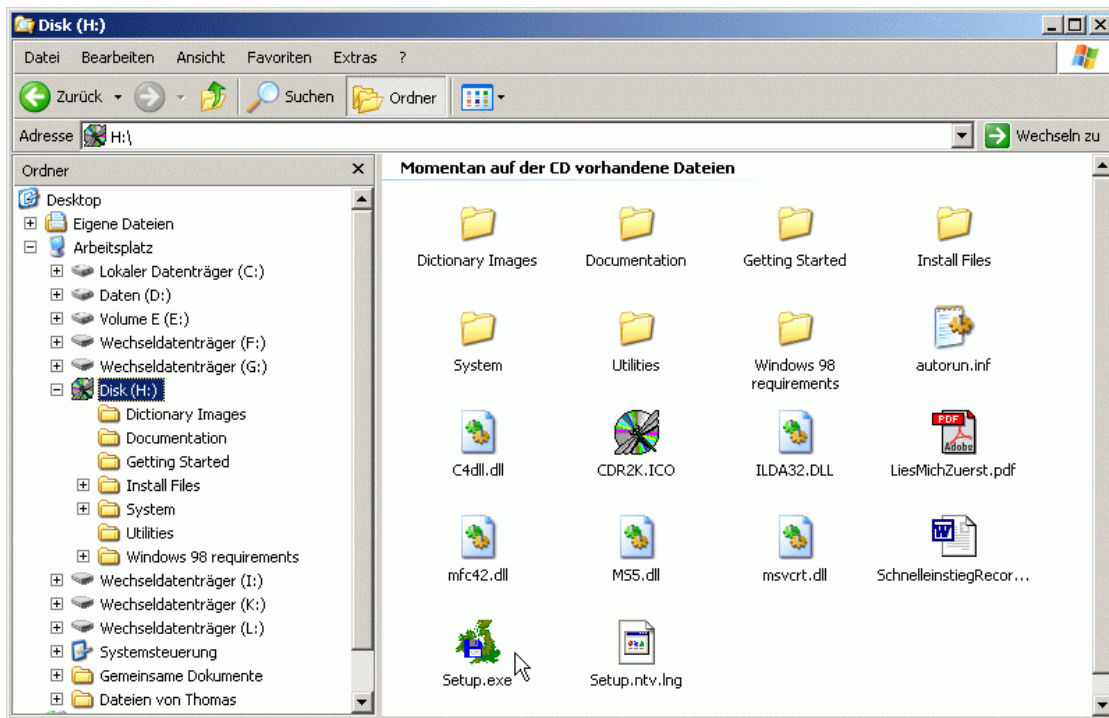 Disk (H:)
Datei Bearbeiten Ansicht Favoriten Extras ?
Zurück Suchen Ordner
Adresse H:\ Wechseln zu
Ordner
Desktop
Eigene Dateien
Arbeitsplatz
Lokaler Datenträger (C:)
Daten (D:)
Volume E (E:)
Wechseldatenträger (F:)
Wechseldatenträger (G:)
Disk (H:)
Dictionary Images
Documentation
Getting Started
Install Files
System
Utilities
Windows 98 requirements
Wechseldatenträger (I:)
Wechseldatenträger (K:)
Wechseldatenträger (L:)
Systemsteuerung
Gemeinsame Dokumente
Dateien von Thomas
Momentan auf der CD vorhandene Dateien
Dictionary Images Documentation Getting Started Install Files
System Utilities Windows 98 autorun.inf
requirements
C4dll.dll CDR2K.ICO ILDA32.DLL LiesMichZuerst.pdf
mfc42.dll MS5.dll msvcrt.dll SchnelleinstiegRecor...
Setup.exe Setup.ntv.lng
PDF
Adobe
W